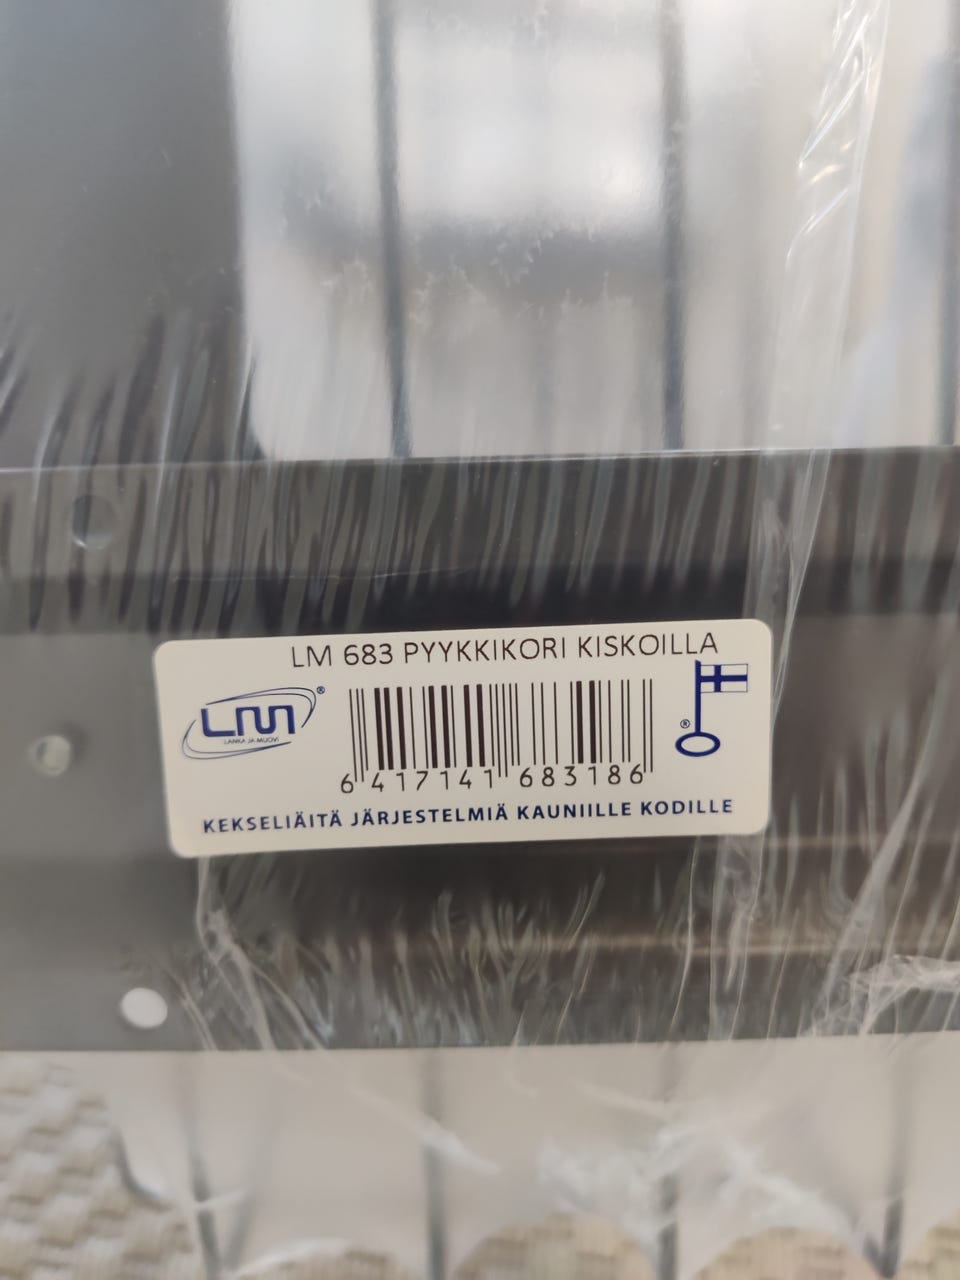 LM 683 PYYKKIKORI KISKOILLA
LM®
LANKA JA MUOVI
®
6 417141 683186
KEKSELIÄITÄ JÄRJESTELMIÄ KAUNIILLE KODILLE